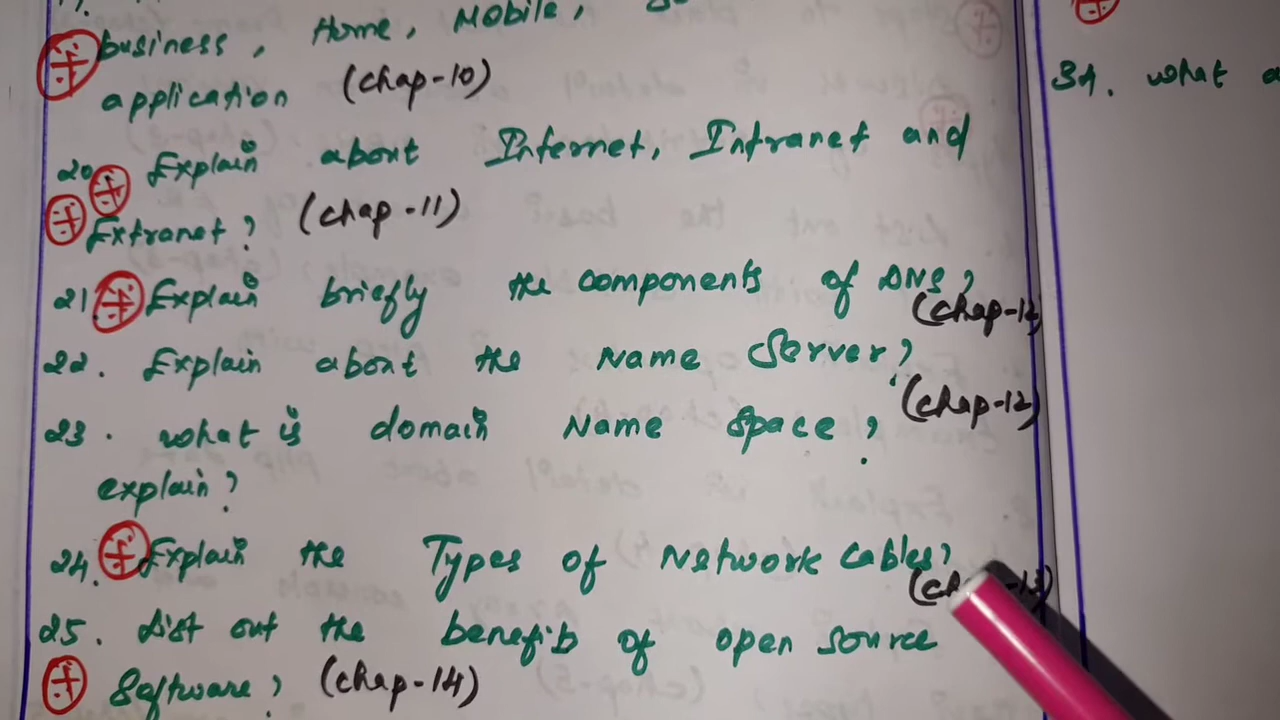 business, Home, Mobile,
application (chap-10)
20. Explain about Internet, Intranet and
Extranet? (chap-11)
21. Explain briefly the components of DNS?
(chap-12)
22. Explain about the Name Server?
(chap-12)
23. what is domain Name Space?
explain?
24. Explain the Types of Network Cables?
25. List out the benefits of open source
Software? (chap-14)
34. what